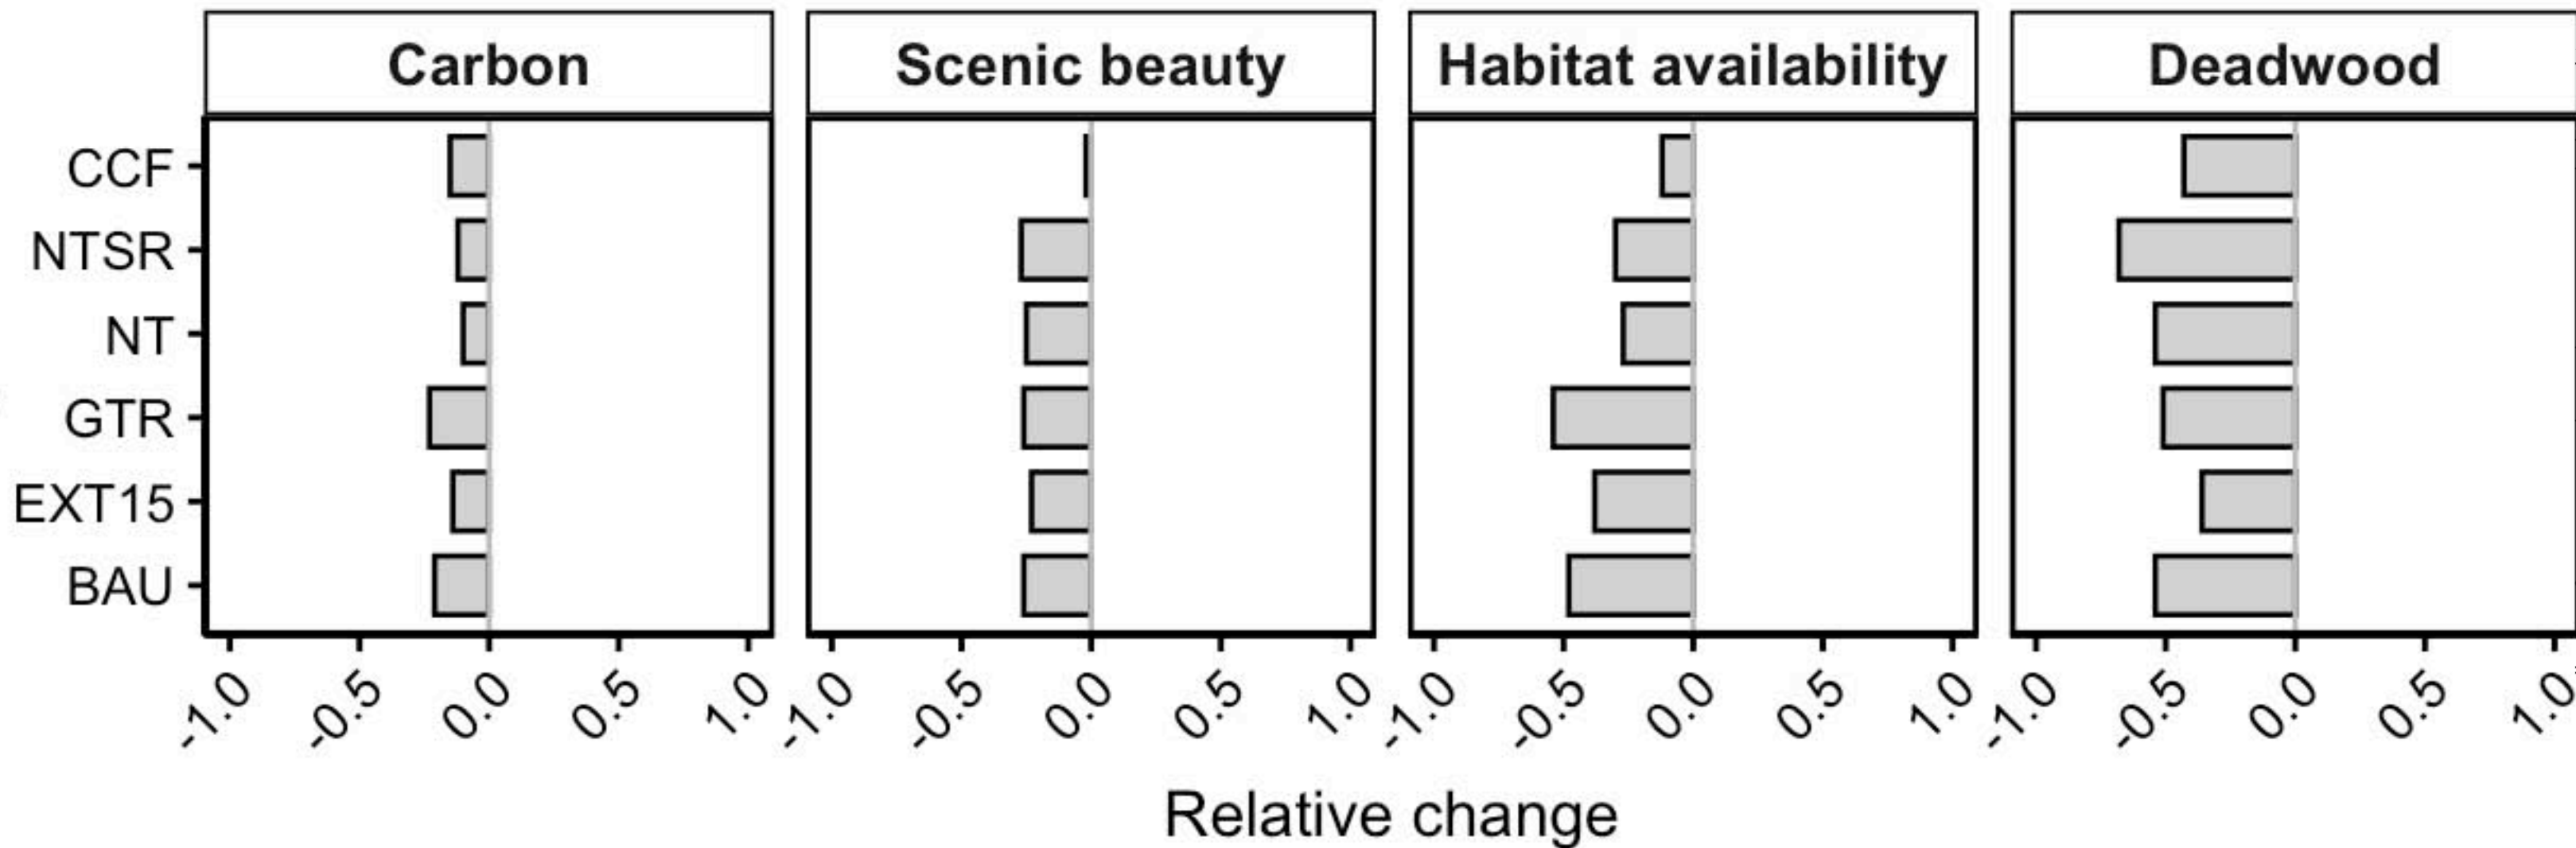 Carbon Scenic beauty Habitat availability Deadwood
CCF
NTSR
NT
GTR
EXT15
BAU
-1.0 -0.5 0.0 0.5 1.0 -1.0 -0.5 0.0 0.5 1.0 -1.0 -0.5 0.0 0.5 1.0 -1.0 -0.5 0.0 0.5 1.0
Relative change